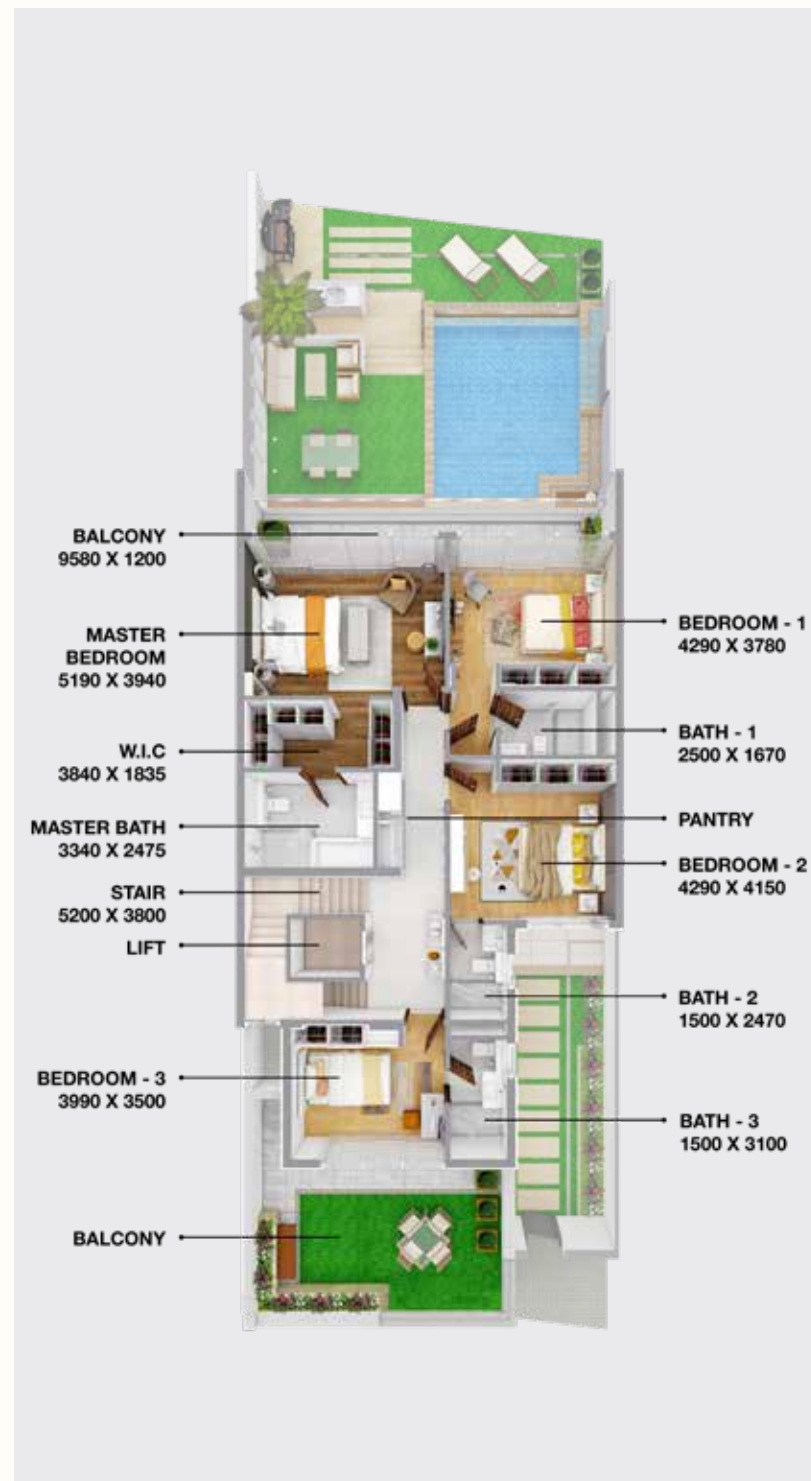 BALCONY
9580 X 1200
MASTER
BEDROOM
5190 X 3940
W.I.C
3840 X 1835
MASTER BATH
3340 X 2475
STAIR
5200 X 3800
LIFT
BEDROOM - 3
3990 X 3500
BALCONY
BEDROOM - 1
4290 X 3780
BATH - 1
2500 X 1670
PANTRY
BEDROOM - 2
4290 X 4150
BATH - 2
1500 X 2470
BATH - 3
1500 X 3100